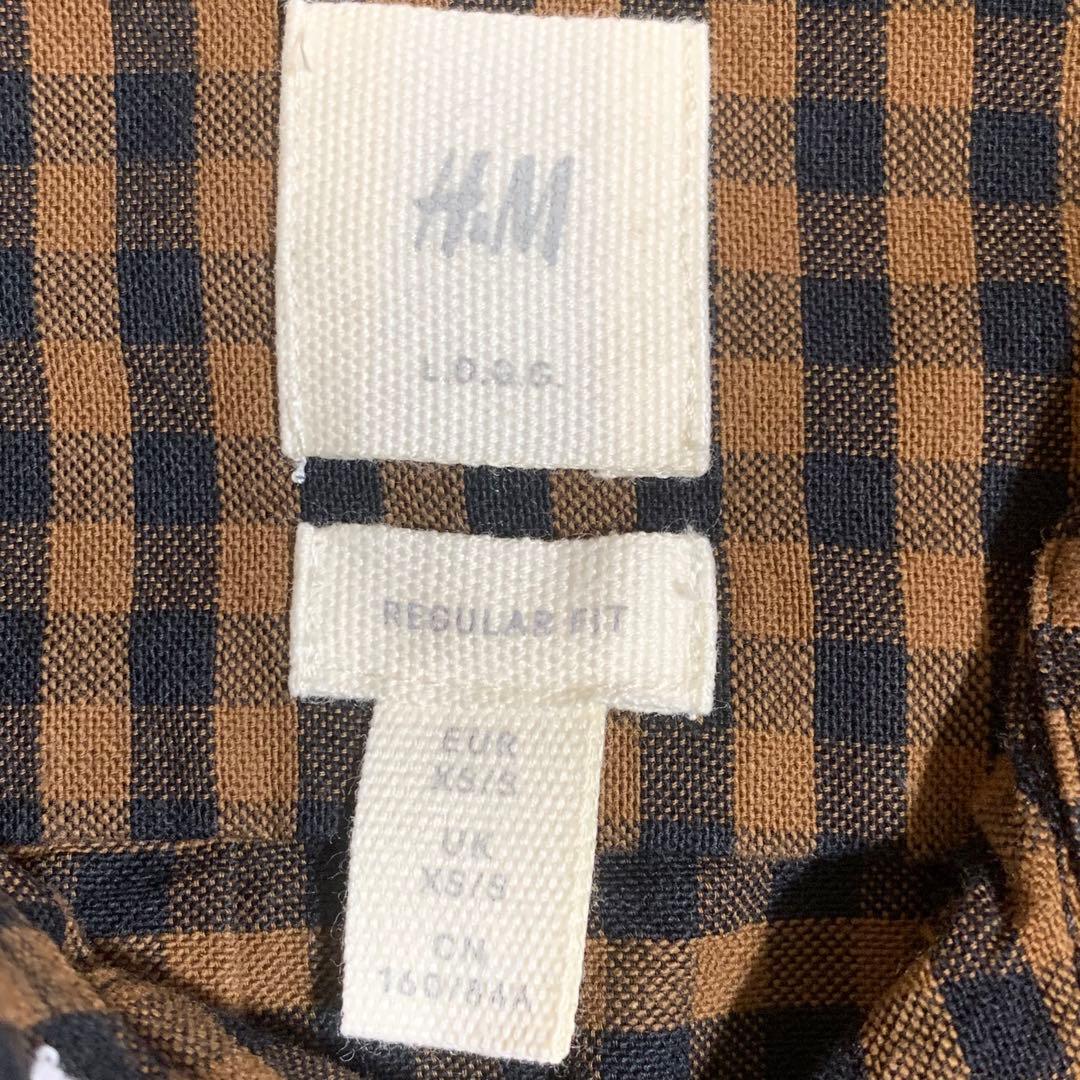 H&M
L.O.G.G.
REGULAR FIT
EUR
XS/S
UK
XS/S
CN
160/84A